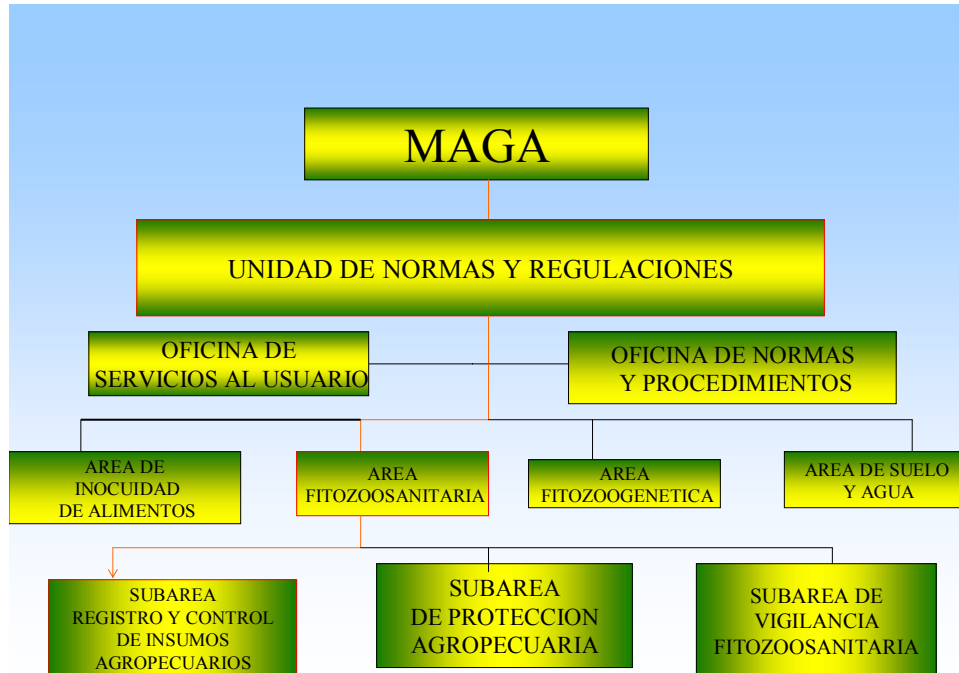 MAGA
UNIDAD DE NORMAS Y REGULACIONES
OFICINA DE
SERVICIOS AL USUARIO
OFICINA DE NORMAS
Y PROCEDIMIENTOS
AREA DE
INOCUIDAD
DE ALIMENTOS
AREA
FITOZOOSANITARIA
AREA
FITOZOOGENETICA
AREA DE SUELO
Y AGUA
SUBAREA
REGISTRO Y CONTROL
DE INSUMOS
AGROPECUARIOS
SUBAREA
DE PROTECCION
AGROPECUARIA
SUBAREA DE
VIGILANCIA
FITOZOOSANITARIA